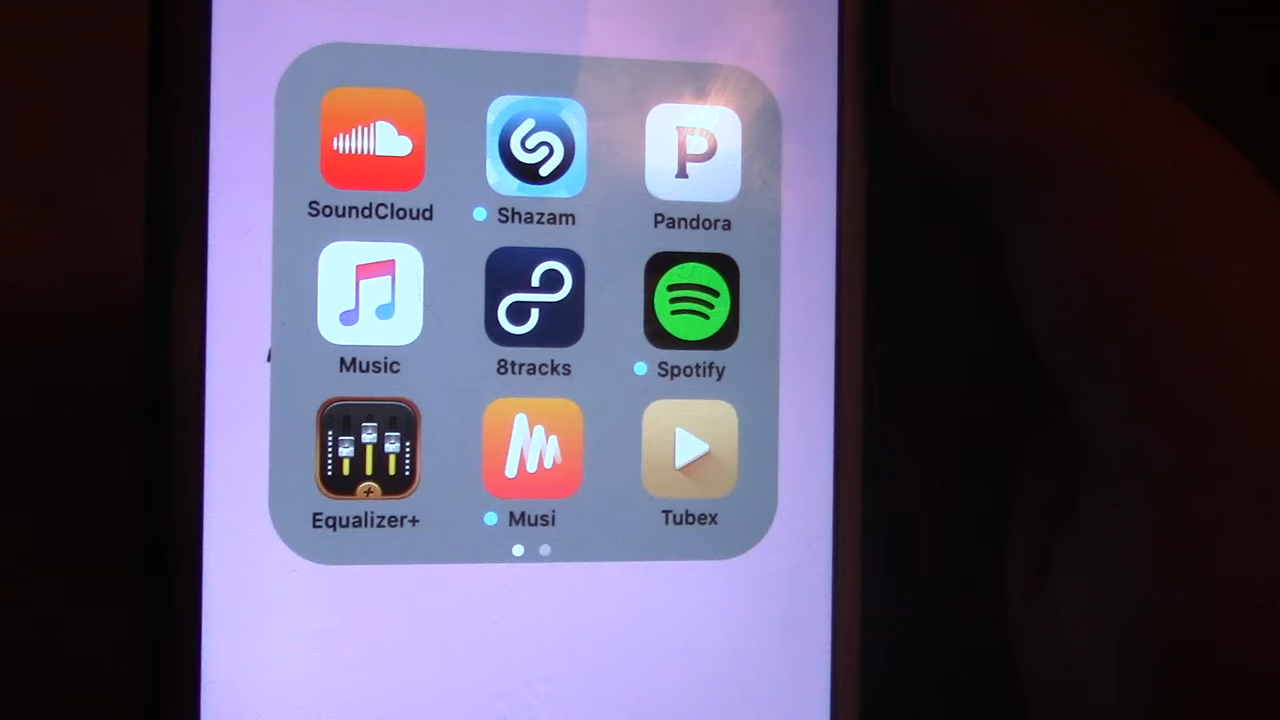 P
SoundCloud
Shazam
Pandora
Music
8tracks
Spotify
Equalizer+
Musi
Tubex